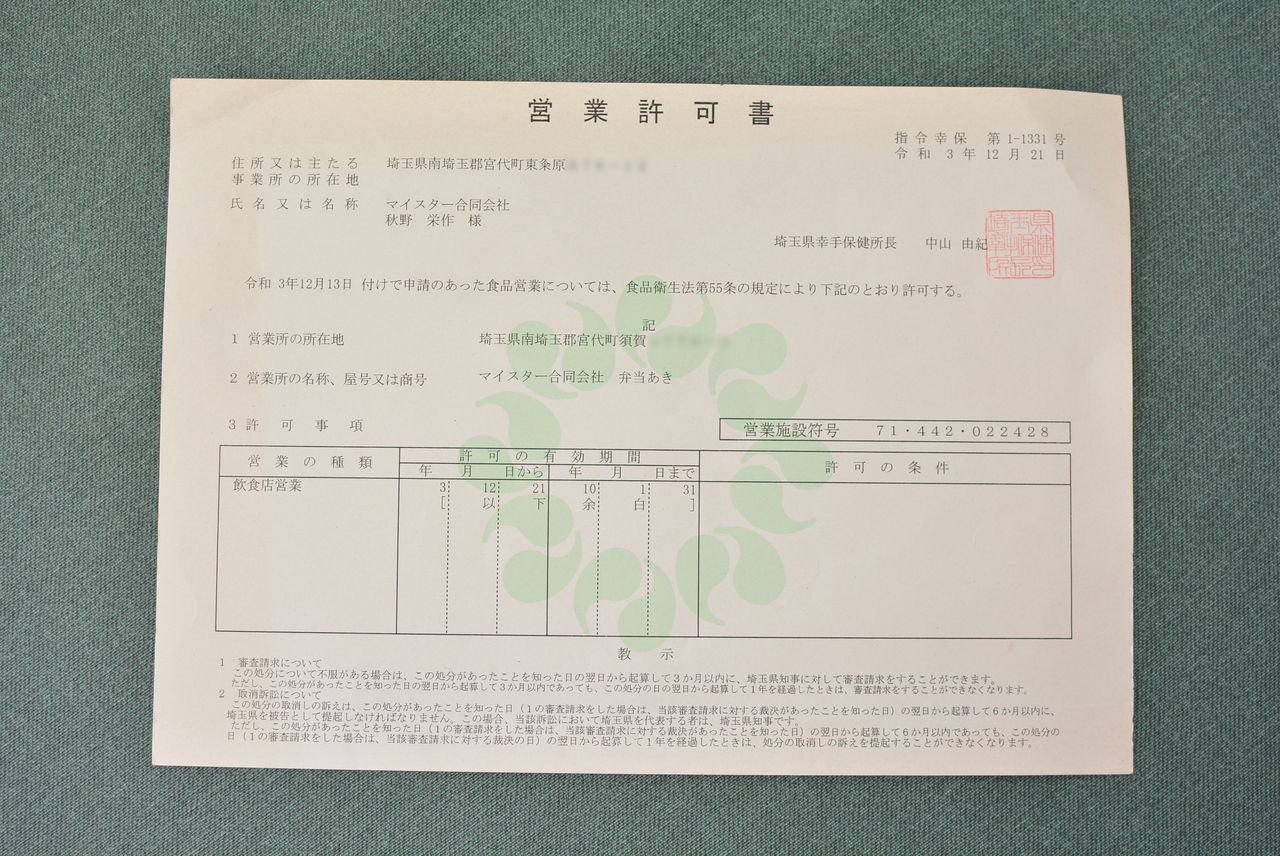 営業許可書
指令幸保 第1-1331号
令和 3年12月21日
住所又は主たる 埼玉県南埼玉郡宮代町東条原
事業所の所在地
氏名又は名称 マイスター合同会社
秋野 栄作 様
埼玉県幸手保健所長 中山 由紀
令和 3年12月13日 付けで申請のあった食品営業については、食品衛生法第55条の規定により下記のとおり許可する。
記
1 営業所の所在地 埼玉県南埼玉郡宮代町須賀
2 営業所の名称、屋号又は商号 マイスター合同会社 弁当あき
3 許可事項
営業施設符号 71・442・022428
営業の種類 許可の有効期間 許可の条件
年 月 日から 年 月 日まで
飲食店営業 3 12 21 10 1 31
[ 以 下 余 白 ]
教示
1 審査請求について
この処分について不服がある場合は、この処分があったことを知った日の翌日から起算して3か月以内に、埼玉県知事に対して審査請求をすることができます。
ただし、この処分があったことを知った日の翌日から起算して3か月以内であっても、この処分の日の翌日から起算して1年を経過したときは、審査請求をすることができなくなります。
2 取消訴訟について
この処分の取消しの訴えは、この処分があったことを知った日(1の審査請求をした場合は、当該審査請求に対する裁決があったことを知った日)の翌日から起算して6か月以内に、
埼玉県を被告として提起しなければなりません。この場合、当該訴訟において埼玉県を代表する者は、埼玉県知事です。
ただし、この処分があったことを知った日(1の審査請求をした場合は、当該審査請求に対する裁決があったことを知った日)の翌日から起算して6か月以内であっても、この処分の
日(1の審査請求をした場合は、当該審査請求に対する裁決の日)の翌日から起算して1年を経過したときは、処分の取消しの訴えを提起することができなくなります。